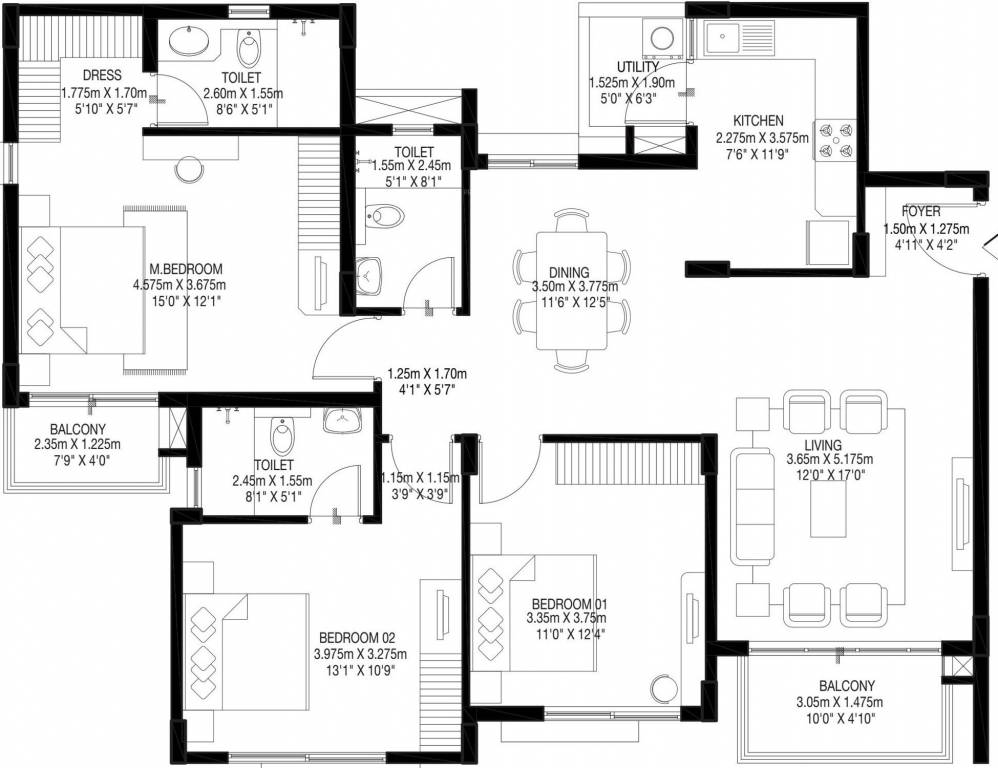 DRESS
1.775m X 1.70m
5'10" X 5'7"
TOILET
2.60m X 1.55m
8'6" X 5'1"
UTILITY
1.525m X 1.90m
5'0" X 6'3"
KITCHEN
2.275m X 3.575m
7'6" X 11'9"
TOILET
1.55m X 2.45m
5'1" X 8'1"
FOYER
1.50m X 1.275m
4'11" X 4'2"
M.BEDROOM
4.575m X 3.675m
15'0" X 12'1"
DINING
3.50m X 3.775m
11'6" X 12'5"
1.25m X 1.70m
4'1" X 5'7"
BALCONY
2.35m X 1.225m
7'9" X 4'0"
TOILET
2.45m X 1.55m
8'1" X 5'1"
1.15m X 1.15m
3'9" X 3'9"
LIVING
3.65m X 5.175m
12'0" X 17'0"
BEDROOM 02
3.975m X 3.275m
13'1" X 10'9"
BEDROOM 01
3.35m X 3.75m
11'0" X 12'4"
BALCONY
3.05m X 1.475m
10'0" X 4'10"